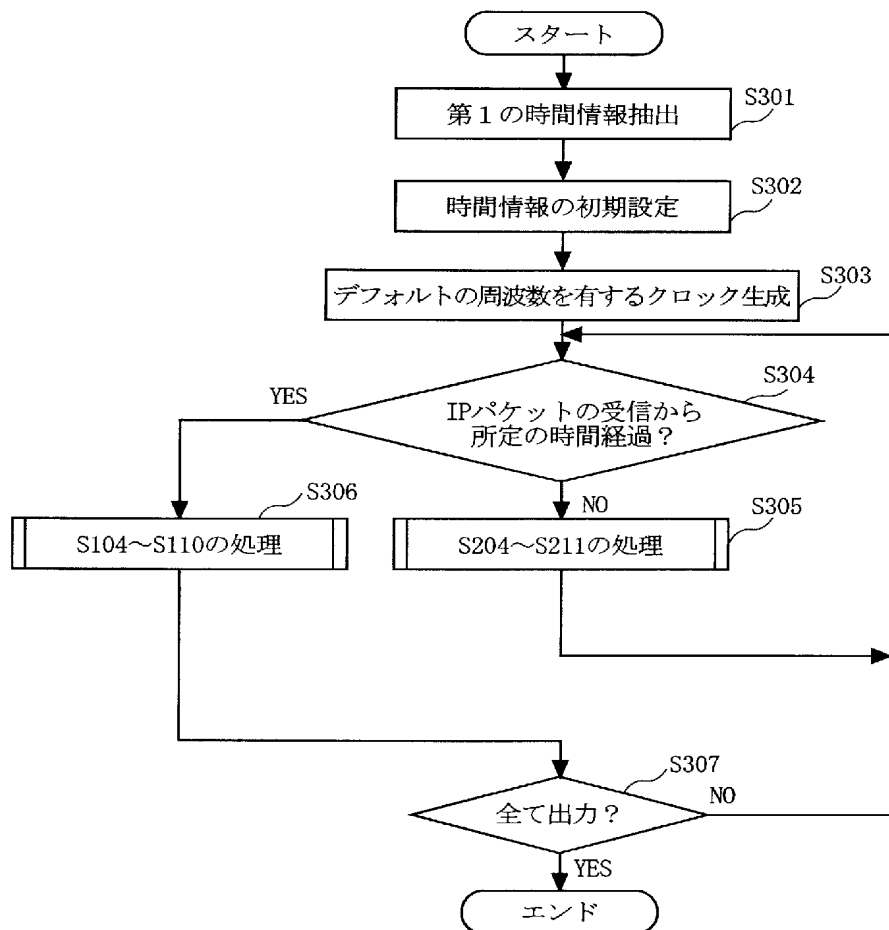 スタート
S301
第1の時間情報抽出
S302
時間情報の初期設定
S303
デフォルトの周波数を有するクロック生成
S304
YES
IPパケットの受信から
所定の時間経過?
S306
NO
S305
S104~S110の処理
S204~S211の処理
S307
全て出力?
NO
YES
エンド